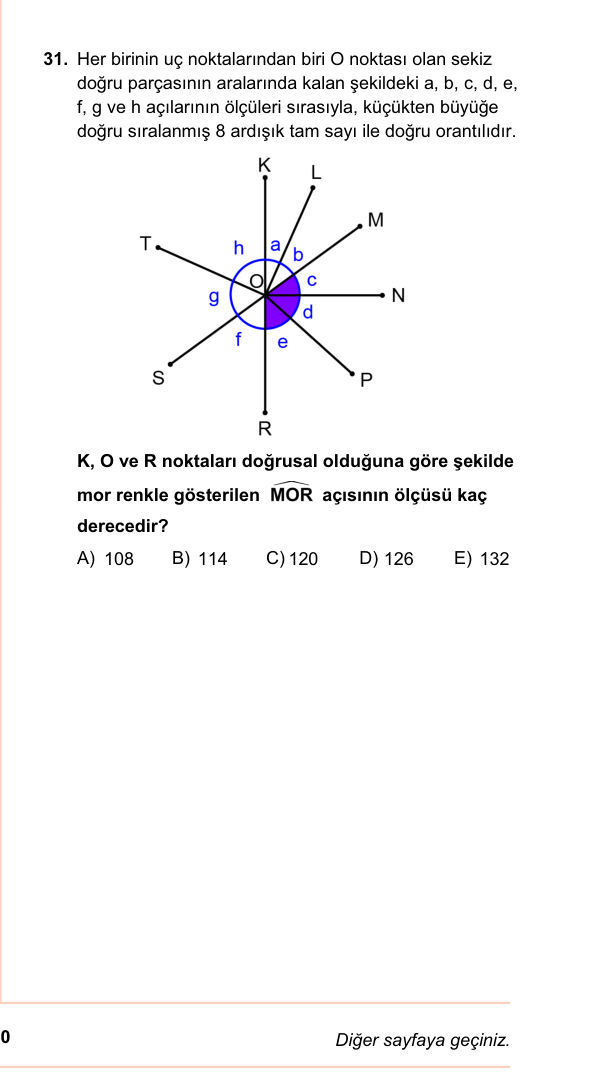 31. Her birinin uç noktalarından biri O noktası olan sekiz
doğru parçasının aralarında kalan şekildeki a, b, c, d, e,
f, g ve h açılarının ölçüleri sırasıyla, küçükten büyüğe
doğru sıralanmış 8 ardışık tam sayı ile doğru orantılıdır.
K
L
M
T
h
a
b
O
c
N
g
d
f
e
S
P
R
K, O ve R noktaları doğrusal olduğuna göre şekilde
mor renkle gösterilen MOR açısının ölçüsü kaç
derecedir?
A) 108 B) 114 C) 120 D) 126 E) 132
0
Diğer sayfaya geçiniz.